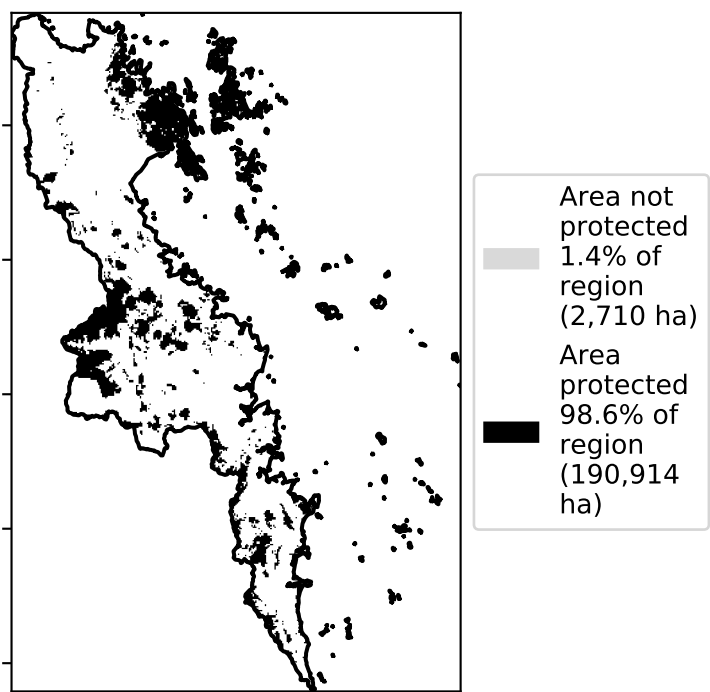 Area not
protected
1.4% of
region
(2,710 ha)
Area
protected
98.6% of
region
(190,914
ha)